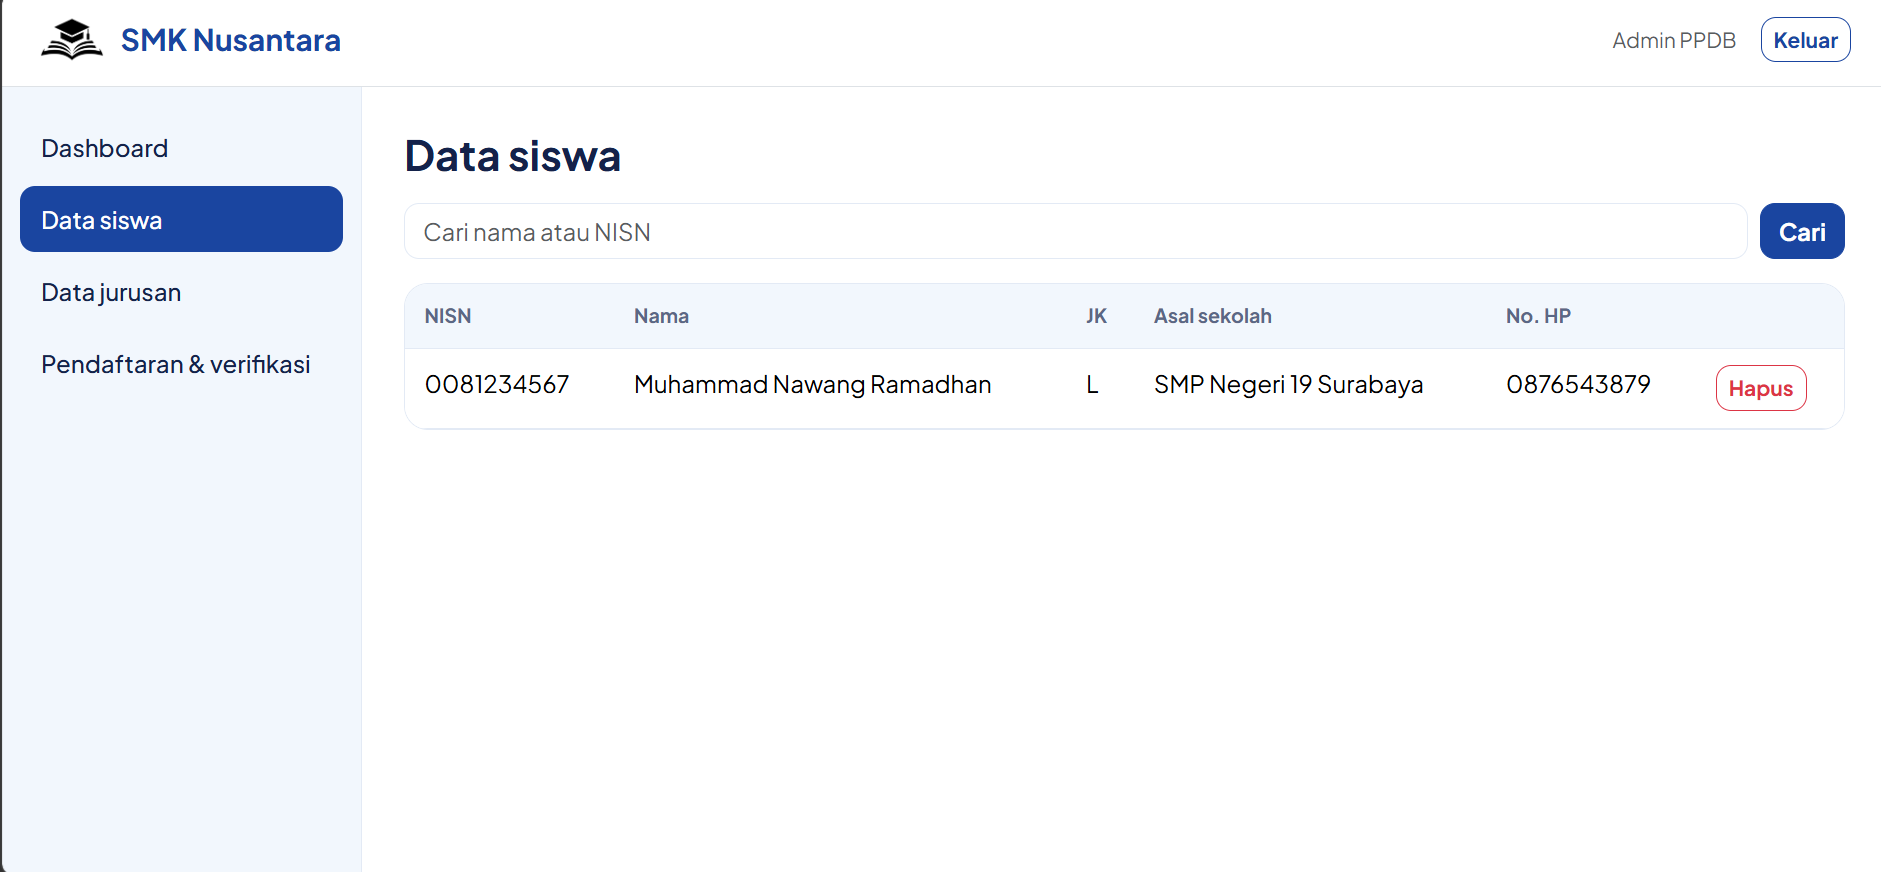 SMK Nusantara
Admin PPDB
Keluar
Dashboard
Data siswa
Data jurusan
Pendaftaran & verifikasi
Data siswa
Cari nama atau NISN
Cari
NISN Nama JK Asal sekolah No. HP
0081234567 Muhammad Nawang Ramadhan L SMP Negeri 19 Surabaya 0876543879 Hapus